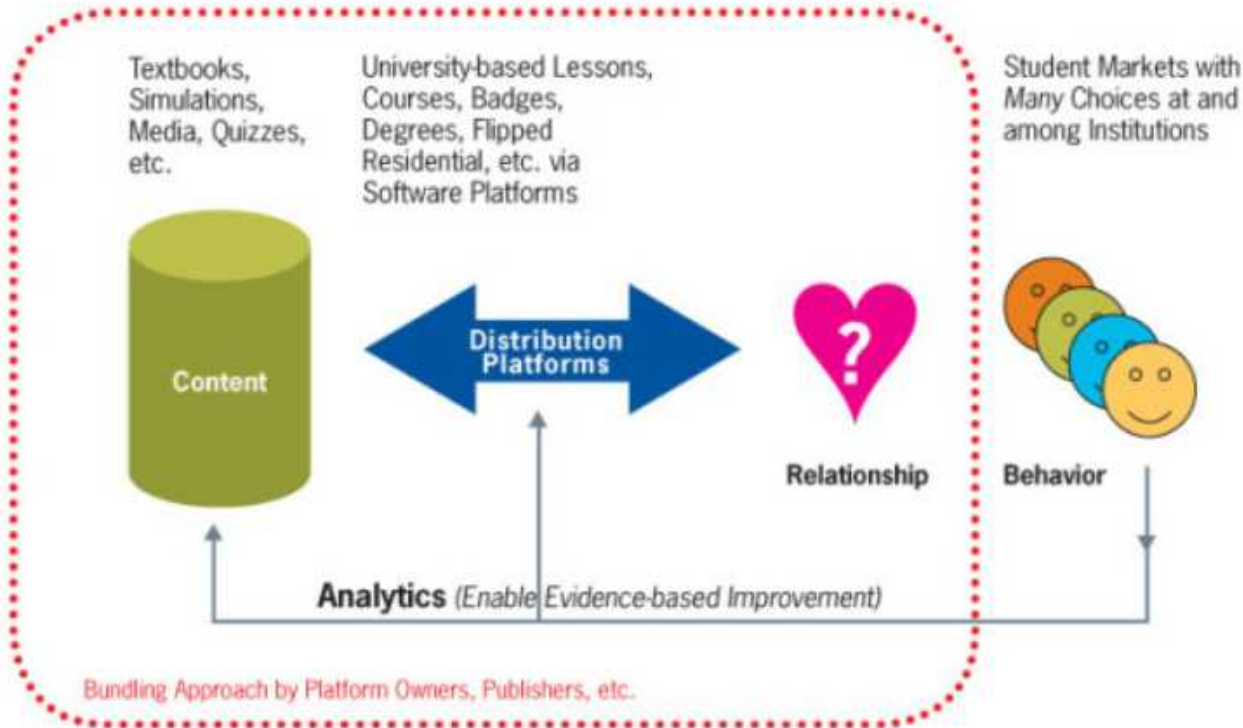 Textbooks,
Simulations,
Media, Quizzes,
etc.
University-based Lessons,
Courses, Badges,
Degrees, Flipped
Residential, etc. via
Software Platforms
Student Markets with
Many Choices at and
among Institutions
Content
Distribution
Platforms
?
Relationship
Behavior
Analytics (Enable Evidence-based Improvement)
Bundling Approach by Platform Owners, Publishers, etc.